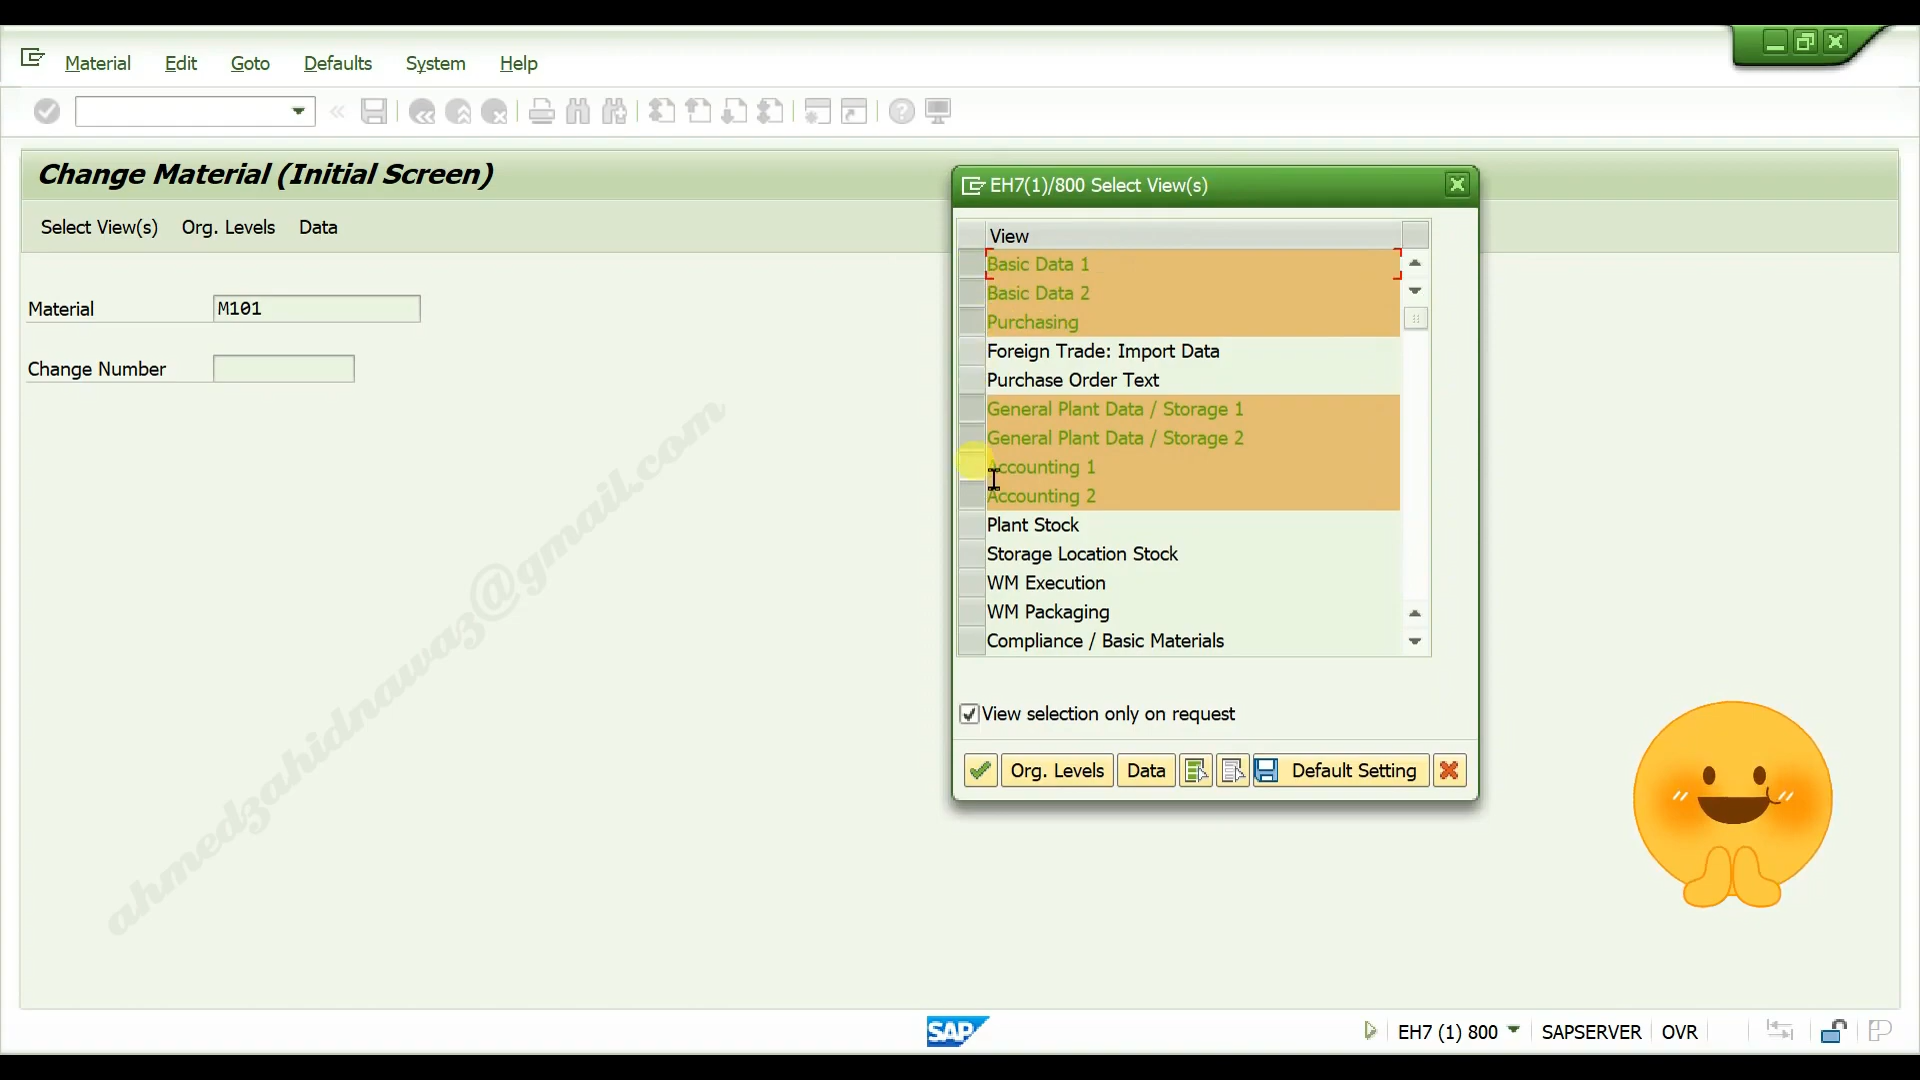 Material Edit Goto Defaults System Help
Change Material (Initial Screen)
Select View(s) Org. Levels Data
Material M101
Change Number
EH7(1)/800 Select View(s)
View
Basic Data 1
Basic Data 2
Purchasing
Foreign Trade: Import Data
Purchase Order Text
General Plant Data / Storage 1
General Plant Data / Storage 2
Accounting 1
Accounting 2
Plant Stock
Storage Location Stock
WM Execution
WM Packaging
Compliance / Basic Materials
View selection only on request
Org. Levels Data Default Setting
ahmedzahidnawaz@gmail.com
SAP
EH7 (1) 800 SAPSERVER OVR